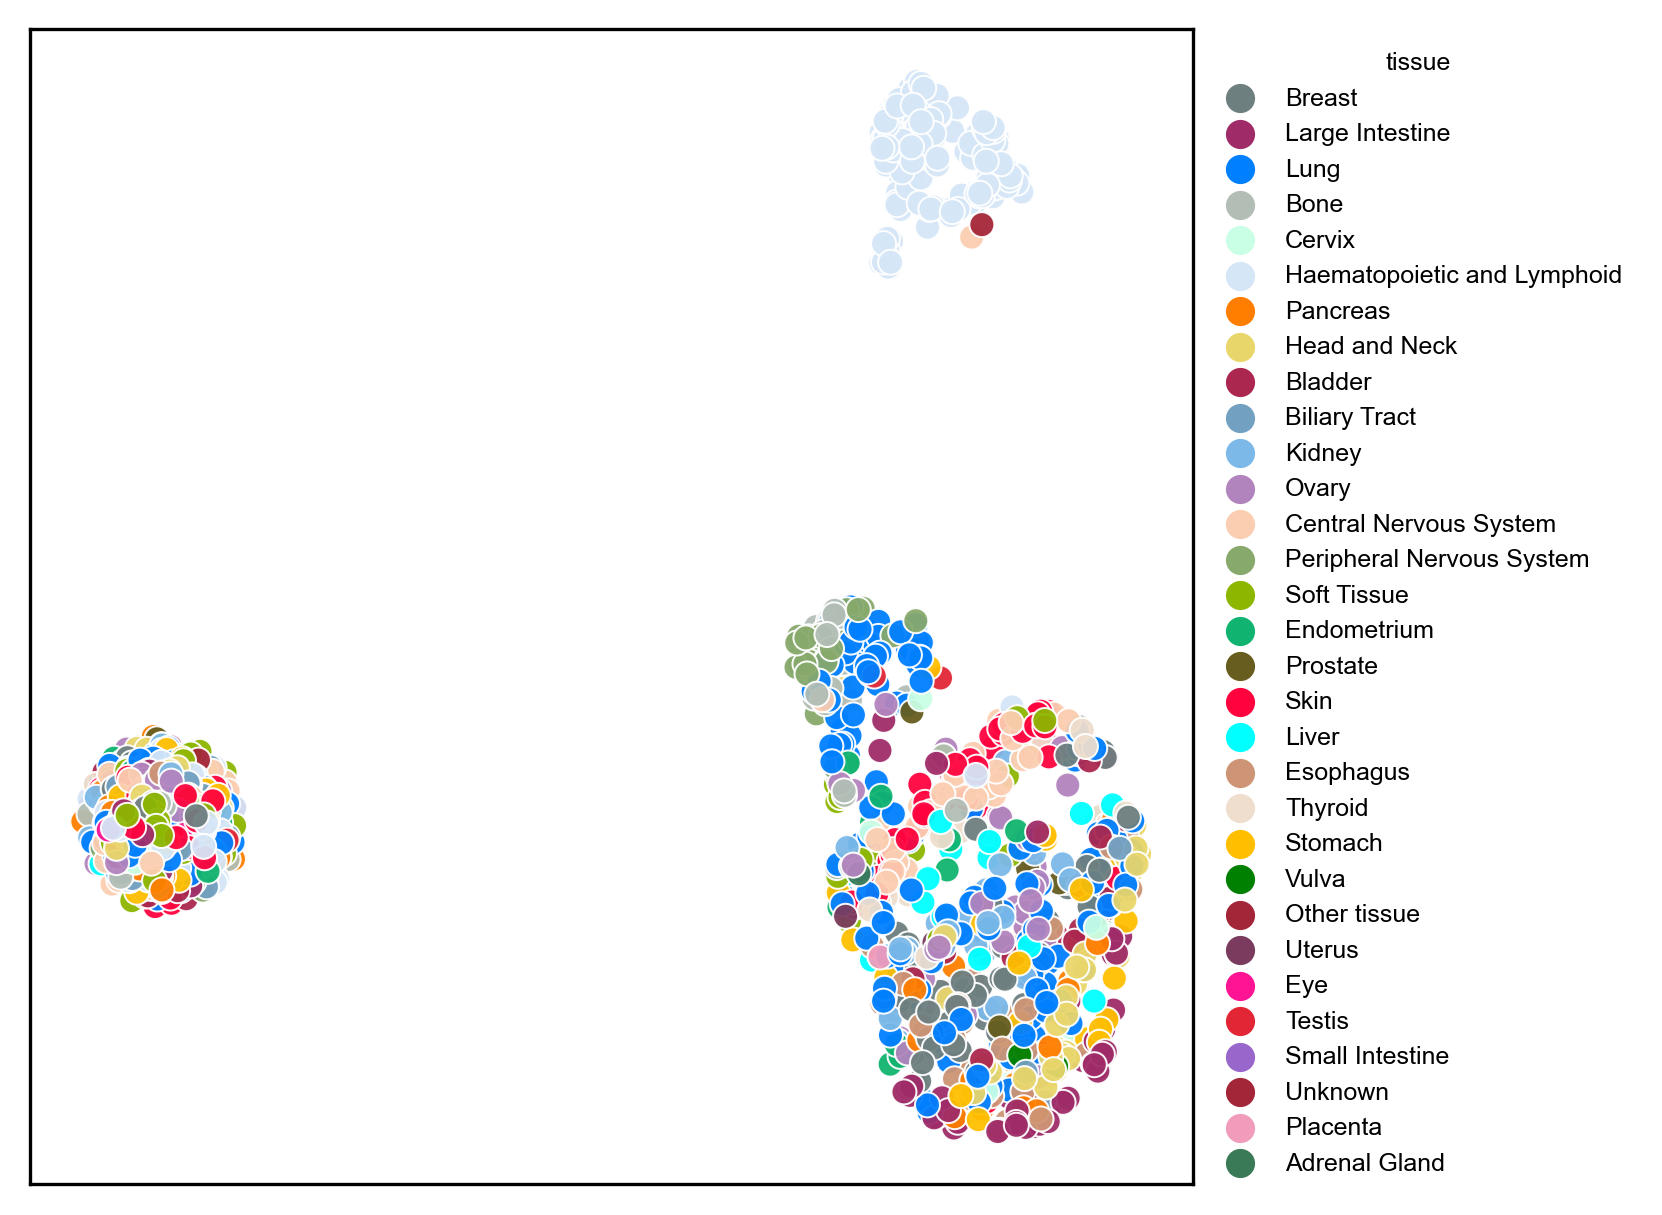 tissue
Breast
Large Intestine
Lung
Bone
Cervix
Haematopoietic and Lymphoid
Pancreas
Head and Neck
Bladder
Biliary Tract
Kidney
Ovary
Central Nervous System
Peripheral Nervous System
Soft Tissue
Endometrium
Prostate
Skin
Liver
Esophagus
Thyroid
Stomach
Vulva
Other tissue
Uterus
Eye
Testis
Small Intestine
Unknown
Placenta
Adrenal Gland